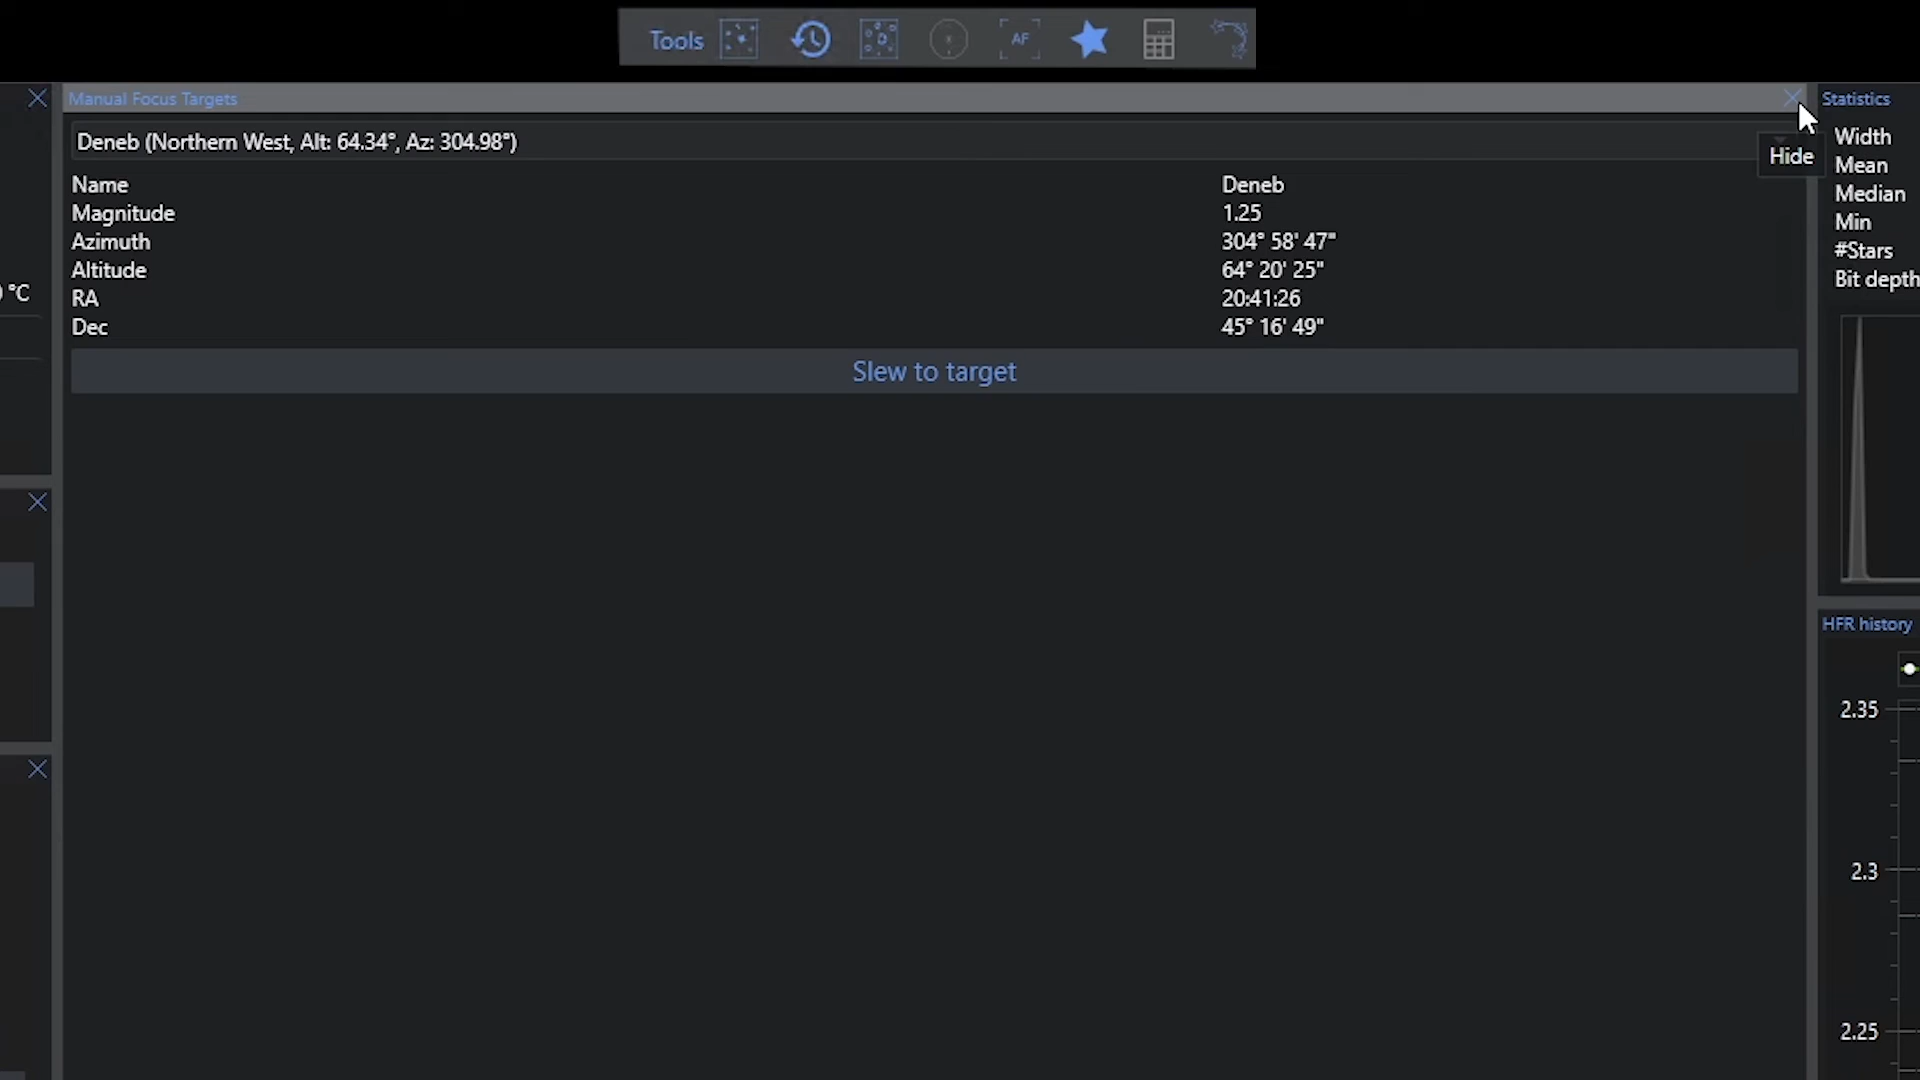 Tools
AF
Manual Focus Targets
Statistics
Deneb (Northern West, Alt: 64.34°, Az: 304.98°)
Hide
Name Deneb
Magnitude 1.25
Azimuth 304° 58' 47"
Altitude 64° 20' 25"
RA 20:41:26
Dec 45° 16' 49"
Slew to target
°C
Width
Mean
Median
Min
#Stars
Bit depth
HFR history
2.35
2.3
2.25